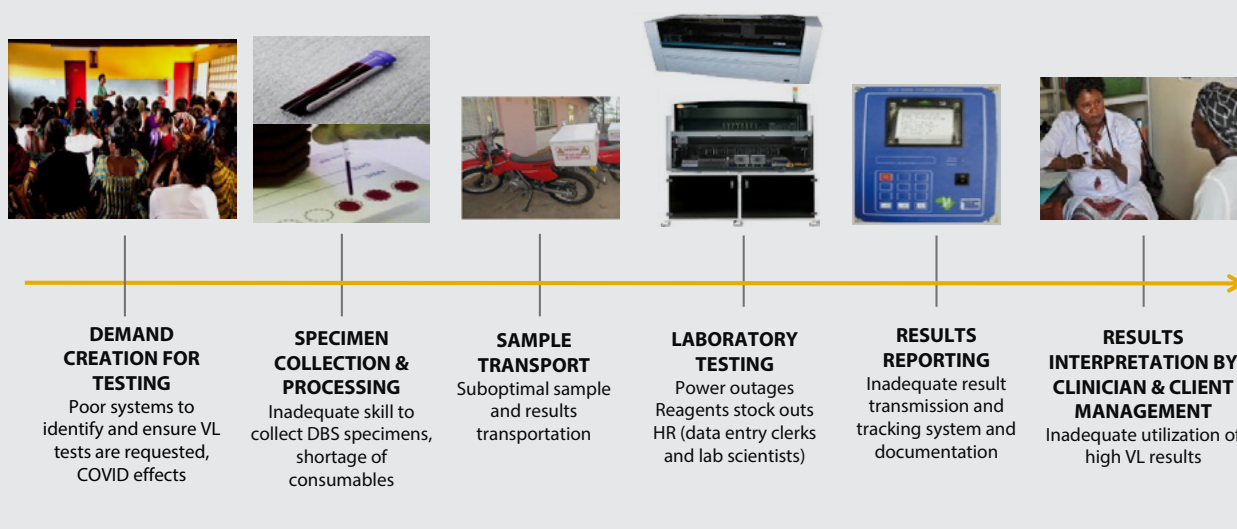 DEMAND
CREATION FOR
TESTING
Poor systems to
identify and ensure VL
tests are requested,
COVID effects
SPECIMEN
COLLECTION &
PROCESSING
Inadequate skill to
collect DBS specimens,
shortage of
consumables
SAMPLE
TRANSPORT
Suboptimal sample
and results
transportation
LABORATORY
TESTING
Power outages
Reagents stock outs
HR (data entry clerks
and lab scientists)
RESULTS
REPORTING
Inadequate result
transmission and
tracking system and
documentation
RESULTS
INTERPRETATION BY
CLINICIAN & CLIENT
MANAGEMENT
Inadequate utilization of
high VL results